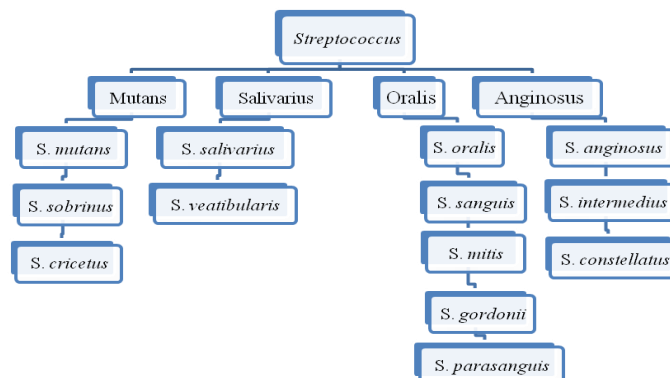 Streptococcus
Mutans
Salivarius
Oralis
Anginosus
S. mutans
S. sobrinus
S. cricetus
S. salivarius
S. veatibularis
S. oralis
S. sanguis
S. mitis
S. gordonii
S. parasanguis
S. anginosus
S. intermedius
S. constellatus